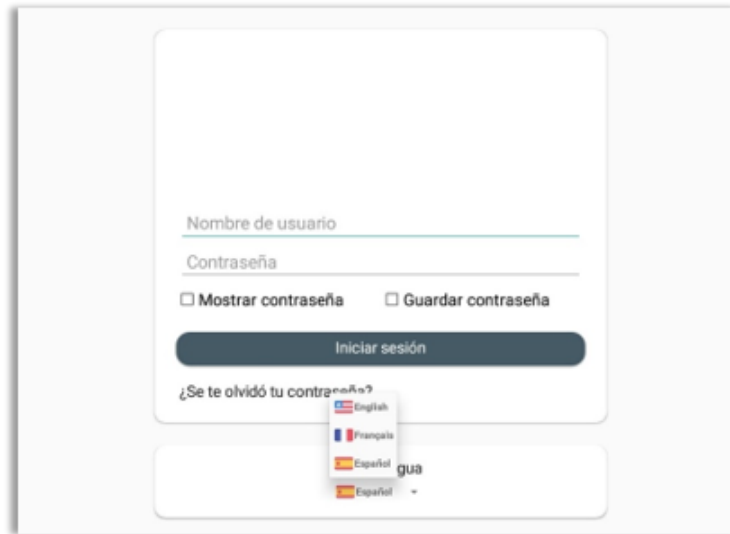 Nombre de usuario
Contraseña
Mostrar contraseña Guardar contraseña
Iniciar sesión
¿Se te olvidó tu contraseña?
English
Français
Español
gua
Español